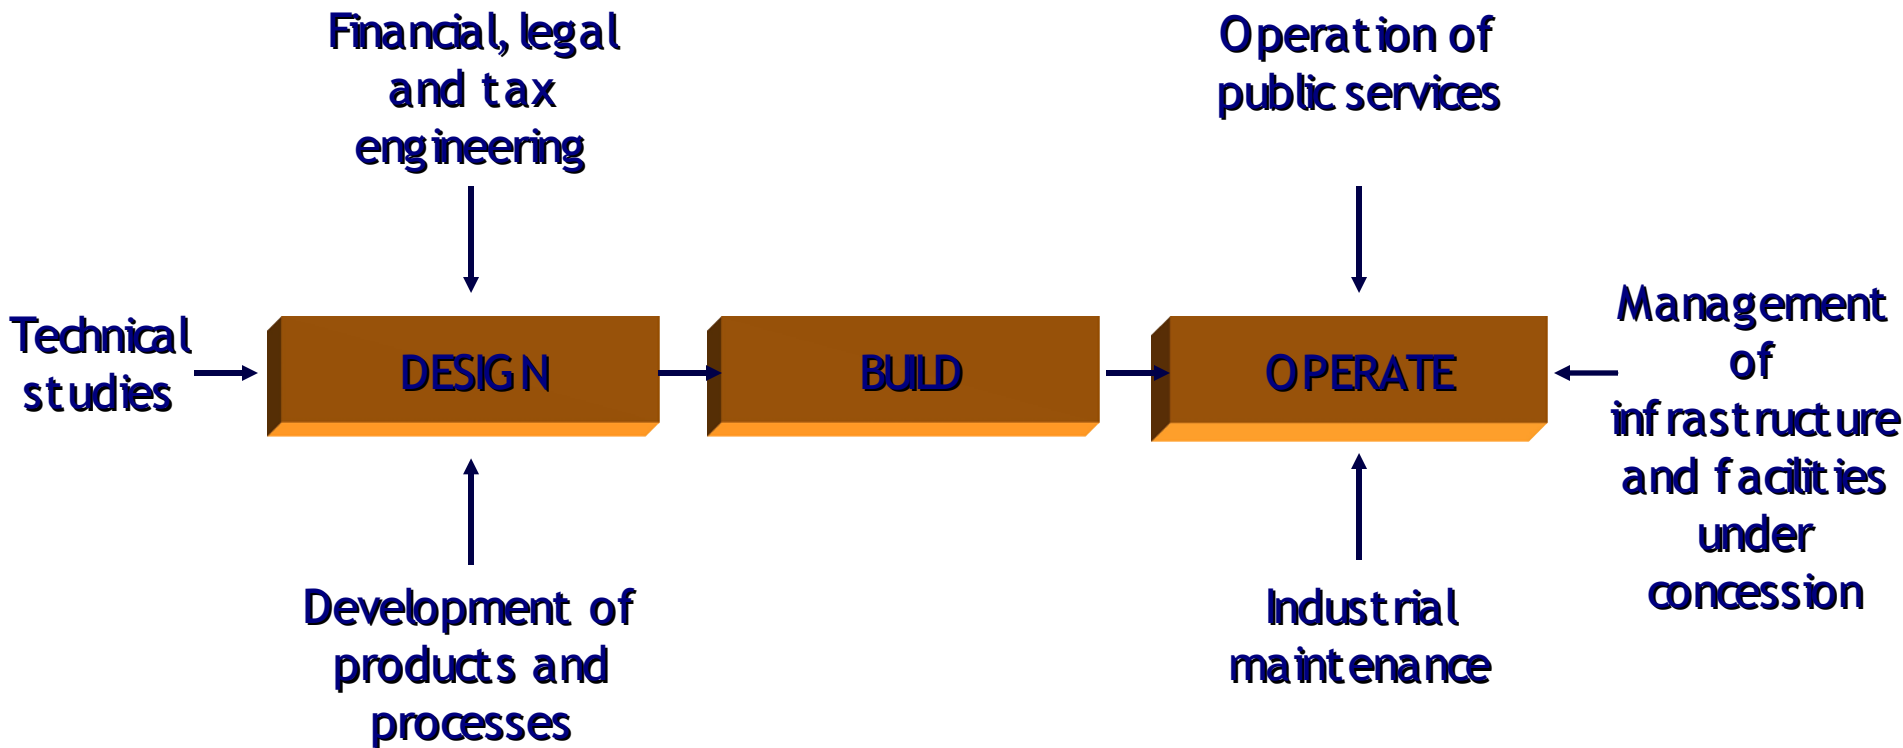 Financial, legal
and tax
engineering
Operation of
public services
Technical
studies
DESIGN
BUILD
OPERATE
Management
of
infrastructure
and facilities
under
concession
Development of
products and
processes
Industrial
maintenance